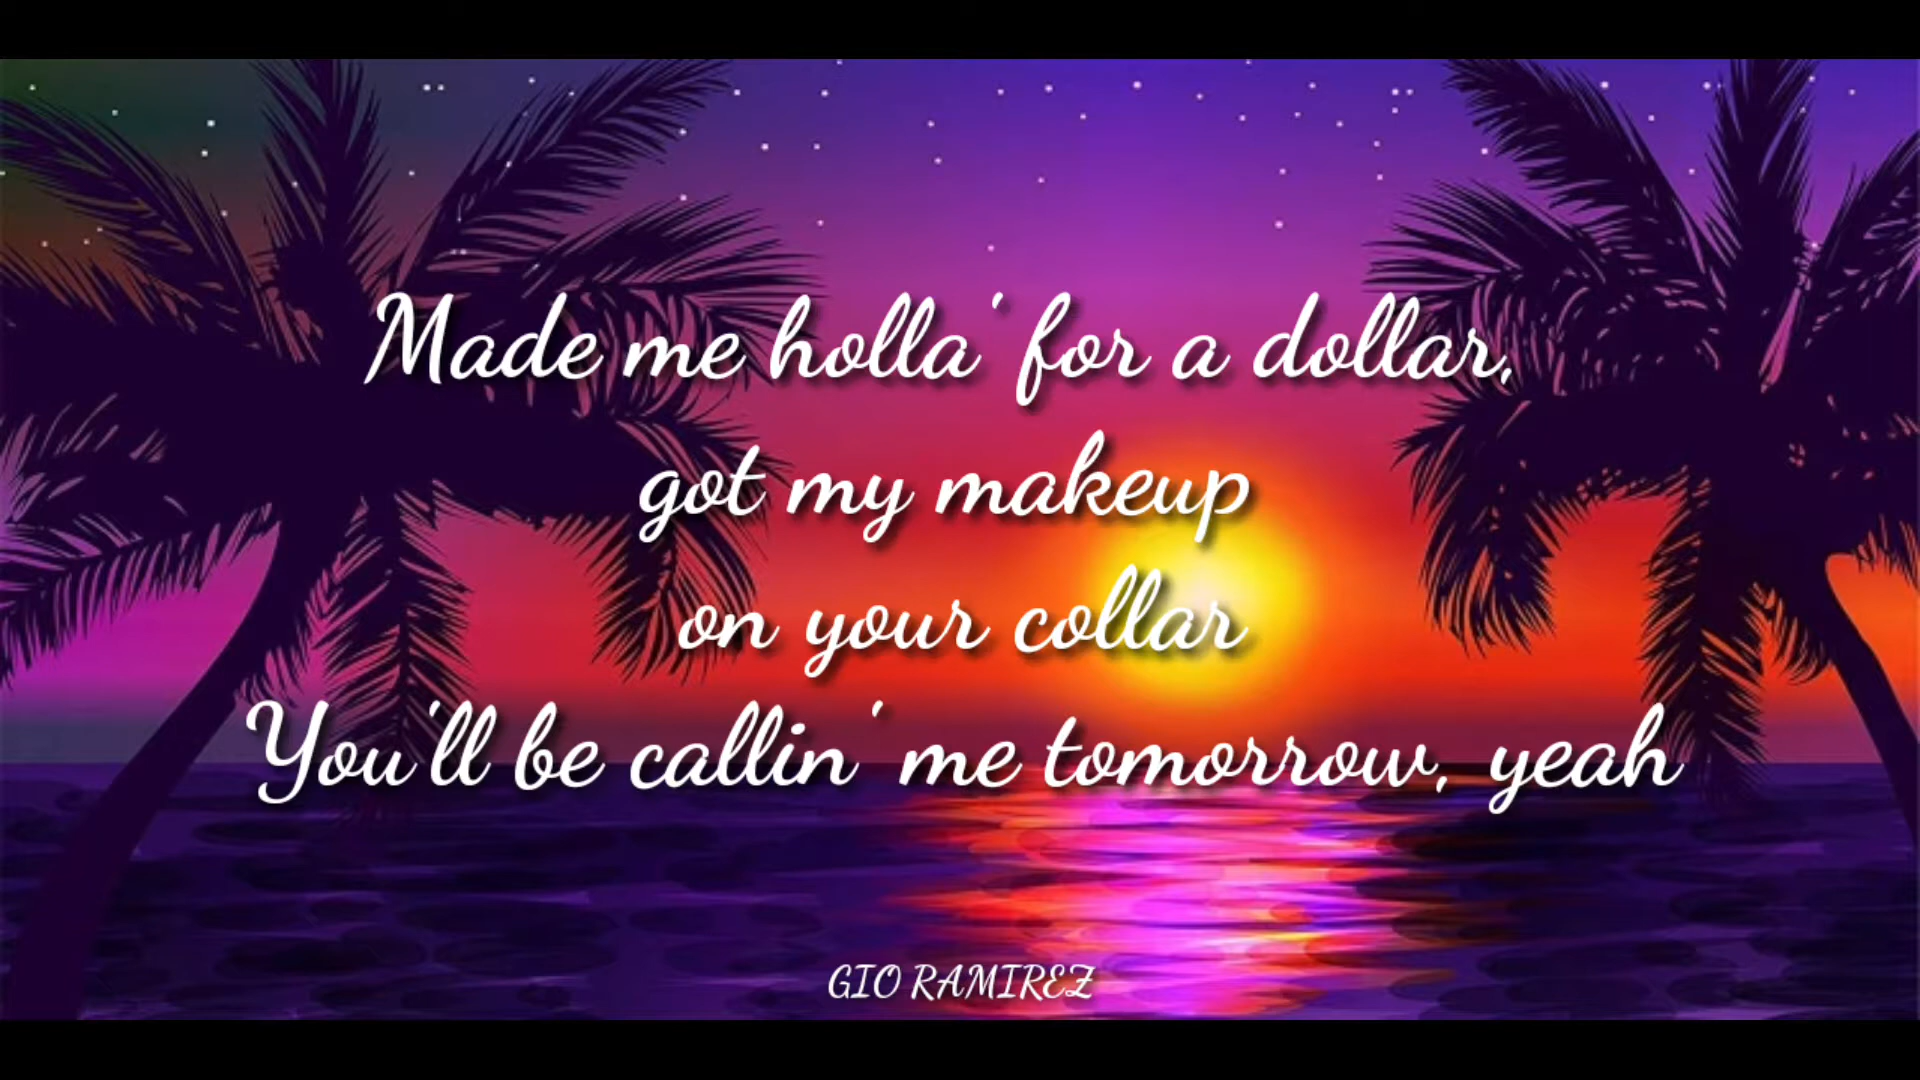 Made me holla' for a dollar,
got my makeup
on your collar
You'll be callin' me tomorrow, yeah
GIO RAMIREZ